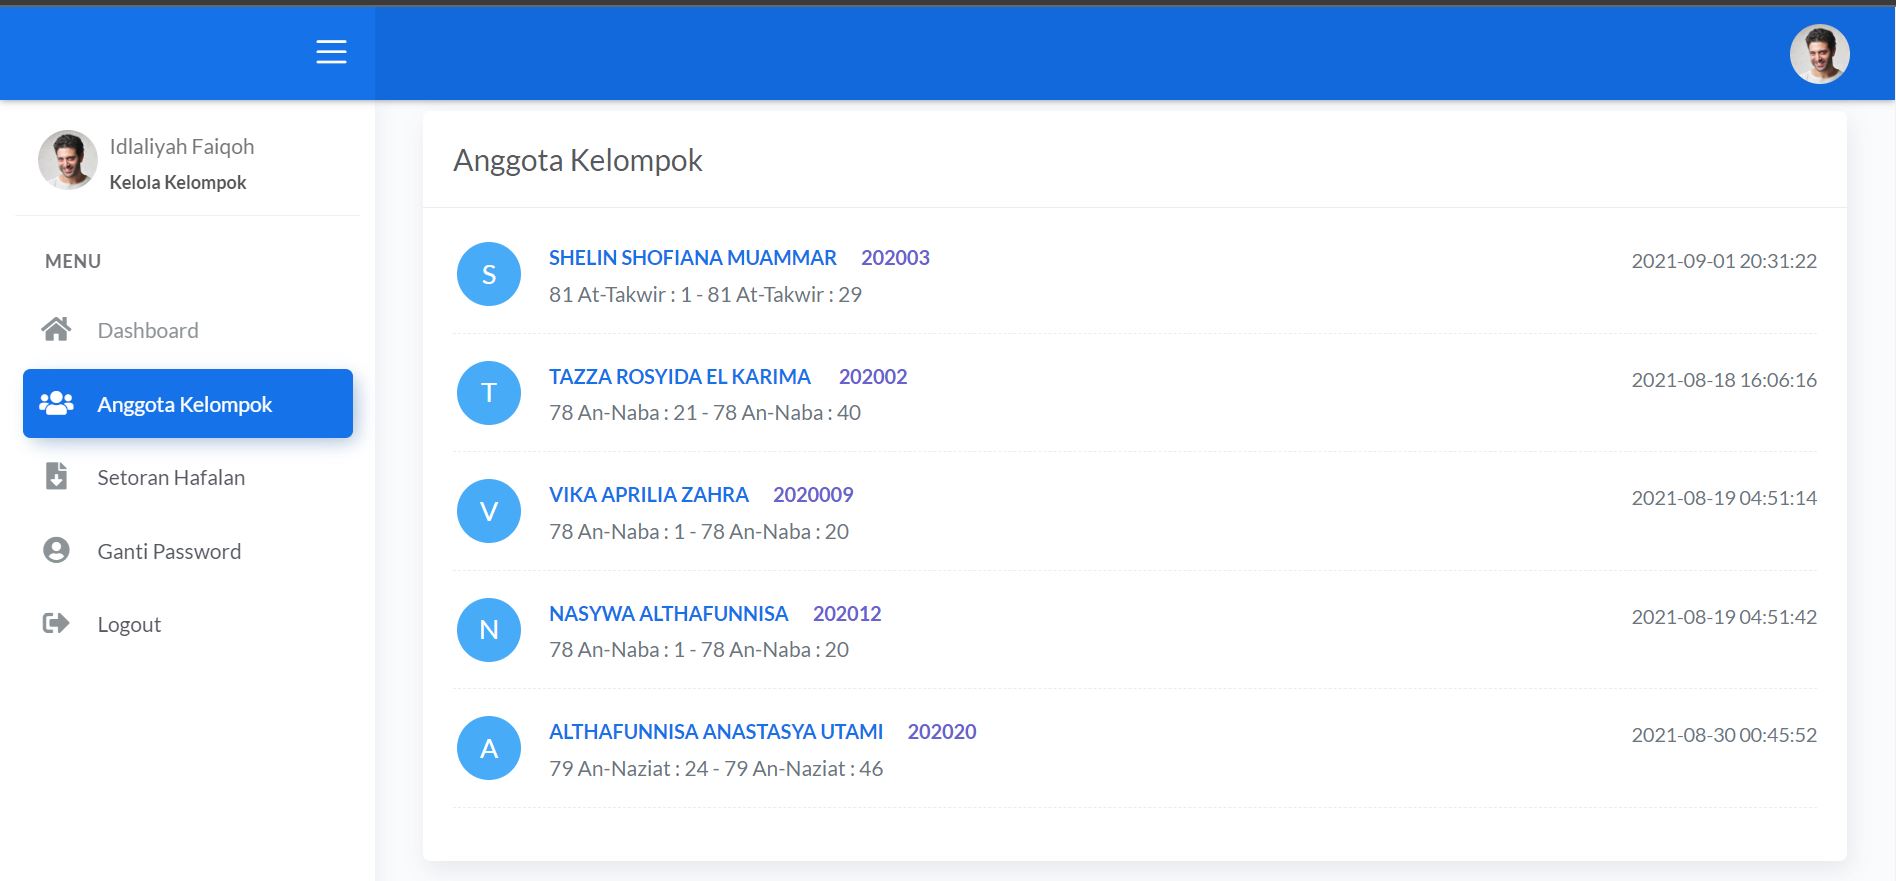 Idlaliyah Faiqoh
Kelola Kelompok
MENU
Dashboard
Anggota Kelompok
Setoran Hafalan
Ganti Password
Logout
Anggota Kelompok
S
SHELIN SHOFIANA MUAMMAR 202003
2021-09-01 20:31:22
81 At-Takwir : 1 - 81 At-Takwir : 29
T
TAZZA ROSYIDA EL KARIMA 202002
2021-08-18 16:06:16
78 An-Naba : 21 - 78 An-Naba : 40
V
VIKA APRILIA ZAHRA 2020009
2021-08-19 04:51:14
78 An-Naba : 1 - 78 An-Naba : 20
N
NASYWA ALTHAFUNNISA 202012
2021-08-19 04:51:42
78 An-Naba : 1 - 78 An-Naba : 20
A
ALTHAFUNNISA ANASTASYA UTAMI 202020
2021-08-30 00:45:52
79 An-Naziat : 24 - 79 An-Naziat : 46